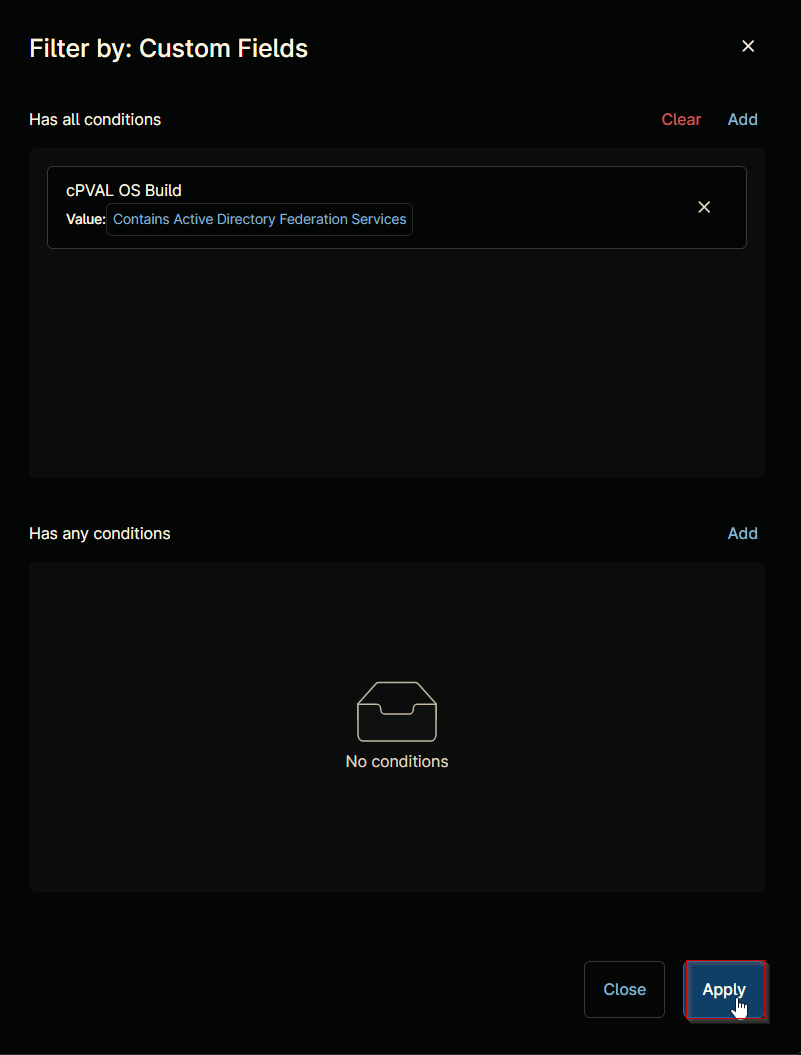 Filter by: Custom Fields
Has all conditions
Clear
Add
cPVAL OS Build
Value: Contains Active Directory Federation Services
Has any conditions
Add
No conditions
Close
Apply